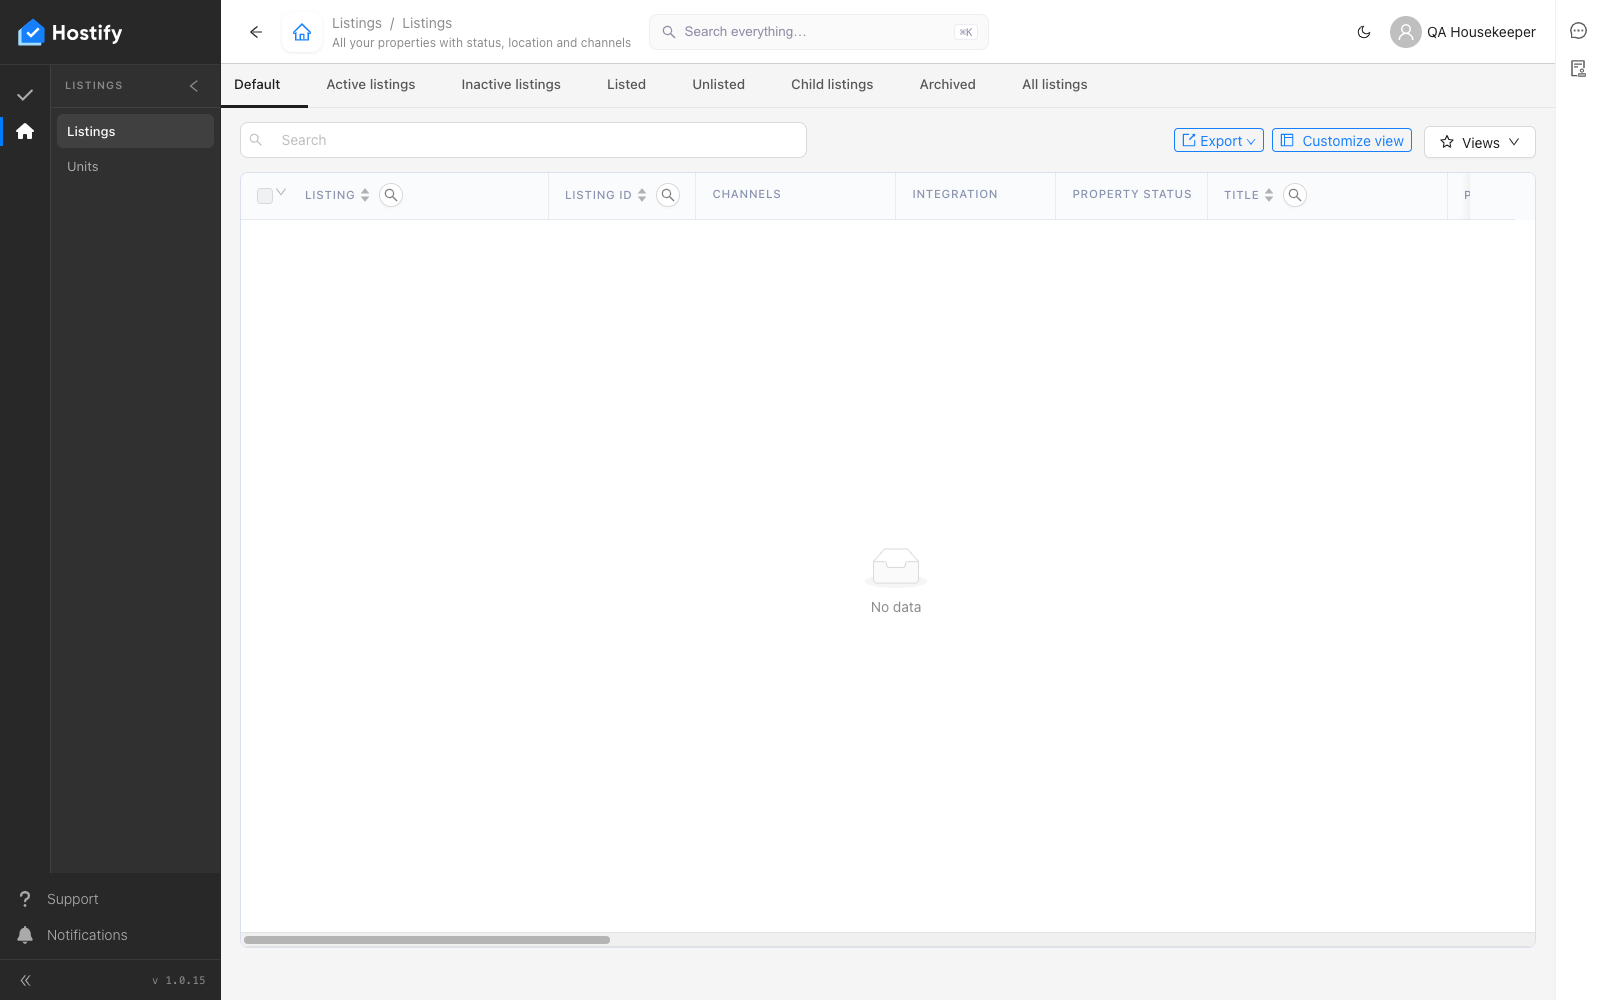 Hostify
Listings / Listings
All your properties with status, location and channels
Search everything...
⌘K
QA Housekeeper
LISTINGS
Listings
Units
Default
Active listings
Inactive listings
Listed
Unlisted
Child listings
Archived
All listings
Search
Export
Customize view
Views
LISTING
LISTING ID
CHANNELS
INTEGRATION
PROPERTY STATUS
TITLE
No data
Support
Notifications
v 1.0.15